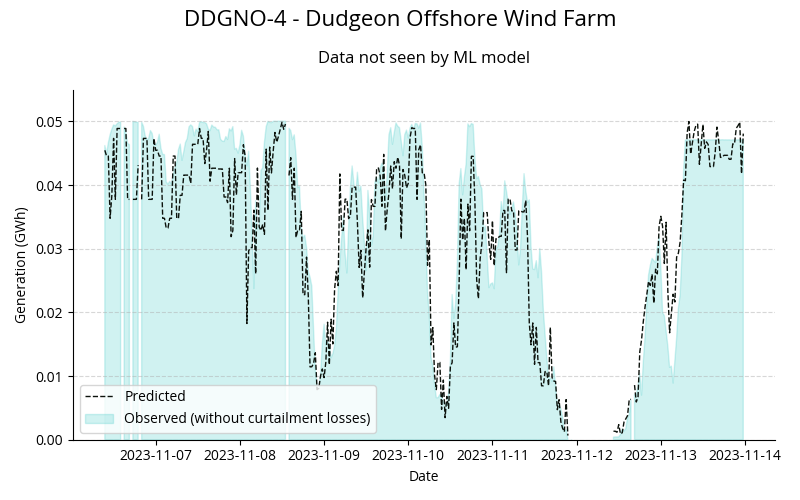 DDGNO-4 - Dudgeon Offshore Wind Farm
Data not seen by ML model
Generation (GWh)
0.05
0.04
0.03
0.02
0.01
0.00
Predicted
Observed (without curtailment losses)
2023-11-07 2023-11-08 2023-11-09 2023-11-10 2023-11-11 2023-11-12 2023-11-13 2023-11-14
Date